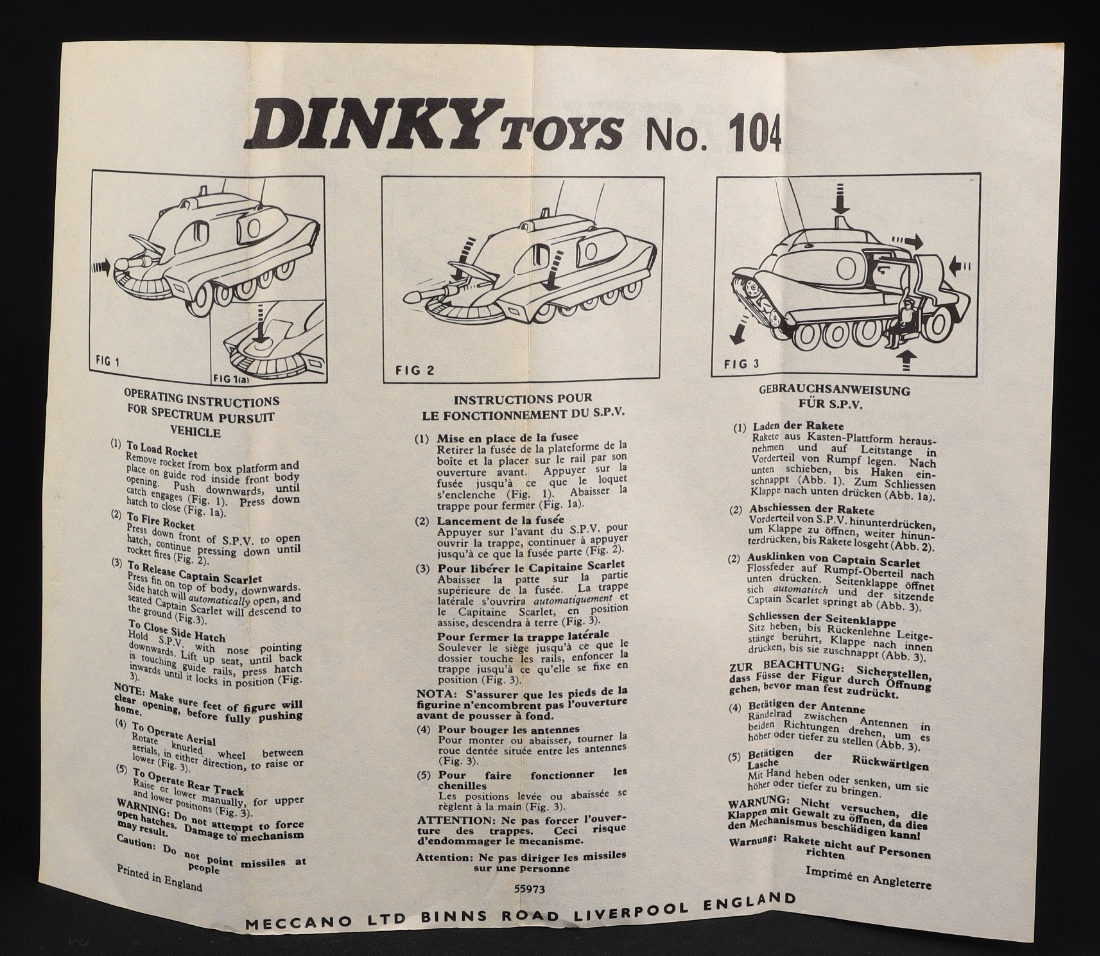 DINKY TOYS No. 104
FIG 1
FIG 1(a)
FIG 2
FIG 3
OPERATING INSTRUCTIONS
FOR SPECTRUM PURSUIT
VEHICLE
(1) To Load Rocket
Remove rocket from box platform and
place on guide rod inside front body
opening. Push downwards, until
catch engages (Fig. 1). Press down
hatch to close (Fig. 1a).
(2) To Fire Rocket
Press down front of S.P.V. to open
hatch, continue pressing down until
rocket fires (Fig. 2).
(3) To Release Captain Scarlet
Press fin on top of body, downwards.
Side hatch will automatically open, and
seated Captain Scarlet will descend to
the ground (Fig.3).
To Close Side Hatch
Hold S.P.V. with nose pointing
downwards. Lift up seat, until back
is touching guide rails, press hatch
inwards until it locks in position (Fig.
3).
NOTE: Make sure feet of figure will
clear opening, before fully pushing
home.
(4) To Operate Aerial
Rotate knurled wheel between
aerials, in either direction, to raise or
lower (Fig. 3).
(5) To Operate Rear Track
Raise or lower manually, for upper
and lower positions (Fig. 3).
WARNING: Do not attempt to force
open hatches. Damage to mechanism
may result.
Caution: Do not point missiles at
people
Printed in England
INSTRUCTIONS POUR
LE FONCTIONNEMENT DU S.P.V.
(1) Mise en place de la fusee
Retirer la fusée de la plateforme de la
boîte et la placer sur le rail par son
ouverture avant. Appuyer sur la
fusée jusqu'à ce que le loquet
s'enclenche (Fig. 1). Abaisser la
trappe pour fermer (Fig. 1a).
(2) Lancement de la fusée
Appuyer sur l'avant du S.P.V. pour
ouvrir la trappe, continuer à appuyer
jusqu'à ce que la fusée parte (Fig. 2).
(3) Pour libérer le Capitaine Scarlet
Abaisser la patte sur la partie
supérieure de la fusée. La trappe
latérale s'ouvrira automatiquement et
le Capitaine Scarlet, en position
assise, descendra à terre (Fig. 3).
Pour fermer la trappe latérale
Soulever le siège jusqu'à ce que le
dossier touche les rails, enfoncer la
trappe jusqu'à ce qu'elle se fixe en
position (Fig. 3).
NOTA: S'assurer que les pieds de la
figurine n'encombrent pas l'ouverture
avant de pousser à fond.
(4) Pour bouger les antennes
Pour monter ou abaisser, tourner la
roue dentée située entre les antennes
(Fig. 3).
(5) Pour faire fonctionner les
chenilles
Les positions levée ou abaissée se
règlent à la main (Fig. 3).
ATTENTION: Ne pas forcer l'ouver-
ture des trappes. Ceci risque
d'endommager le mecanisme.
Attention: Ne pas diriger les missiles
sur une personne
55973
GEBRAUCHSANWEISUNG
FÜR S.P.V.
(1) Laden der Rakete
Rakete aus Kasten-Plattform heraus-
nehmen und auf Leitstange in
Vorderteil von Rumpf legen. Nach
unten schieben, bis Haken ein-
schnappt (Abb. 1). Zum Schliessen
Klappe nach unten drücken (Abb. 1a).
(2) Abschiessen der Rakete
Vorderteil von S.P.V. hinunterdrücken,
um Klappe zu öffnen, weiter hinun-
terdrücken, bis Rakete losgeht (Abb. 2).
(2) Ausklinken von Captain Scarlet
Flossfeder auf Rumpf-Oberteil nach
unten drücken. Seitenklappe öffnet
sich automatisch und der sitzende
Captain Scarlet springt ab (Abb. 3).
Schliessen der Seitenklappe
Sitz heben, bis Rückenlehne Leitge-
stänge berührt, Klappe nach innen
drücken, bis sie zuschnappt (Abb. 3).
ZUR BEACHTUNG: Sicherstellen,
dass Füsse der Figur durch Öffnung
gehen, bevor man fest zudrückt.
(4) Betätigen der Antenne
Rändelrad zwischen Antennen in
beiden Richtungen drehen, um es
höher oder tiefer zu stellen (Abb. 3).
(5) Betätigen der Rückwärtigen
Lasche
Mit Hand heben oder senken, um sie
höher oder tiefer zu bringen.
WARNUNG: Nicht versuchen, die
Klappen mit Gewalt zu öffnen, da dies
den Mechanismus beschädigen kann!
Warnung: Rakete nicht auf Personen
richten
Imprimé en Angleterre
MECCANO LTD BINNS ROAD LIVERPOOL ENGLAND